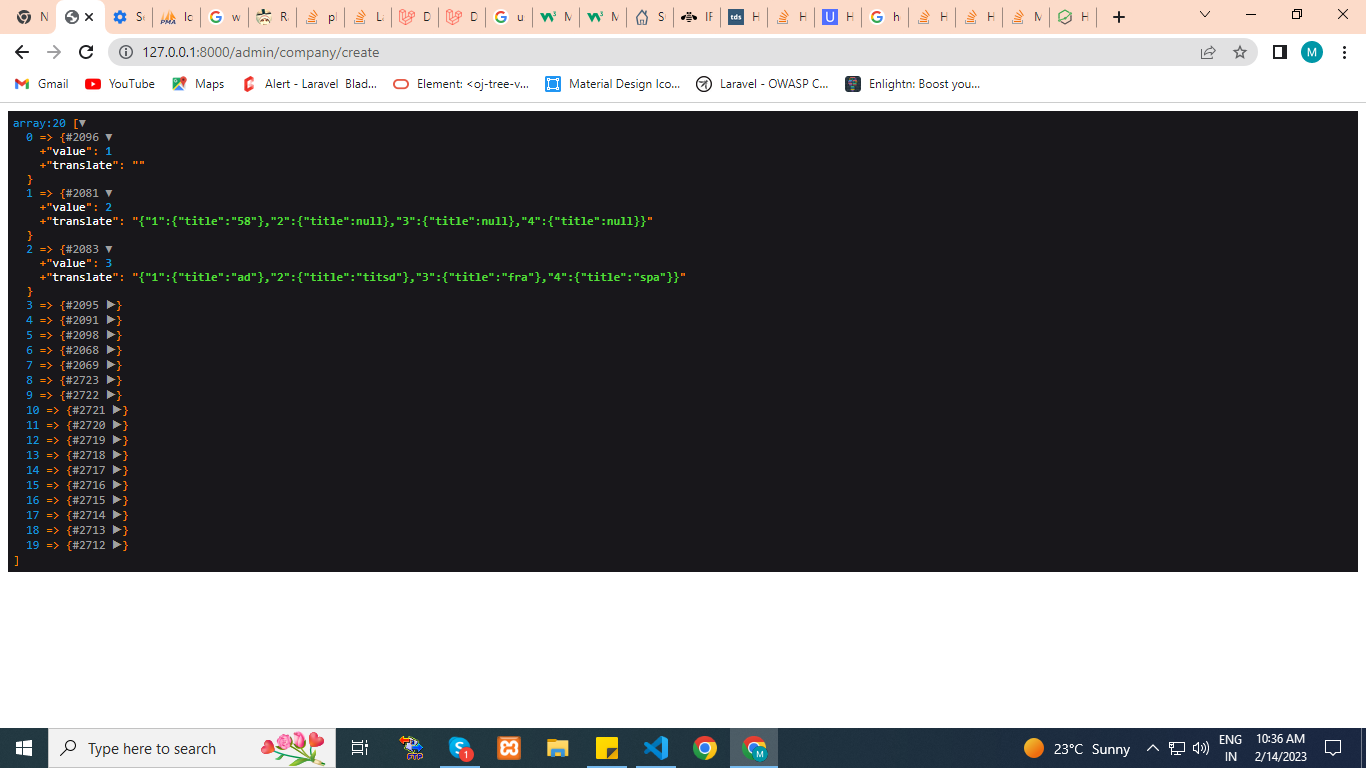 N
S
Ic
w
R
pl
La
D
D
u
M
M
S
IF
tds
H
H
U
H
h
H
H
M
H
127.0.0.1:8000/admin/company/create
M
Gmail
YouTube
Maps
Alert - Laravel Blad...
Element: <oj-tree-v...
Material Design Ico...
Laravel - OWASP C...
Enlightn: Boost you...
array:20 [▼
0 => {#2096 ▼
+"value": 1
+"translate": ""
}
1 => {#2081 ▼
+"value": 2
+"translate": "{"1":{"title":"58"},"2":{"title":null},"3":{"title":null},"4":{"title":null}}"
}
2 => {#2083 ▼
+"value": 3
+"translate": "{"1":{"title":"ad"},"2":{"title":"titsd"},"3":{"title":"fra"},"4":{"title":"spa"}}"
}
3 => {#2095 ▶}
4 => {#2091 ▶}
5 => {#2098 ▶}
6 => {#2068 ▶}
7 => {#2069 ▶}
8 => {#2723 ▶}
9 => {#2722 ▶}
10 => {#2721 ▶}
11 => {#2720 ▶}
12 => {#2719 ▶}
13 => {#2718 ▶}
14 => {#2717 ▶}
15 => {#2716 ▶}
16 => {#2715 ▶}
17 => {#2714 ▶}
18 => {#2713 ▶}
19 => {#2712 ▶}
]
Type here to search
1
M
23°C Sunny
ENG
IN
10:36 AM
2/14/2023